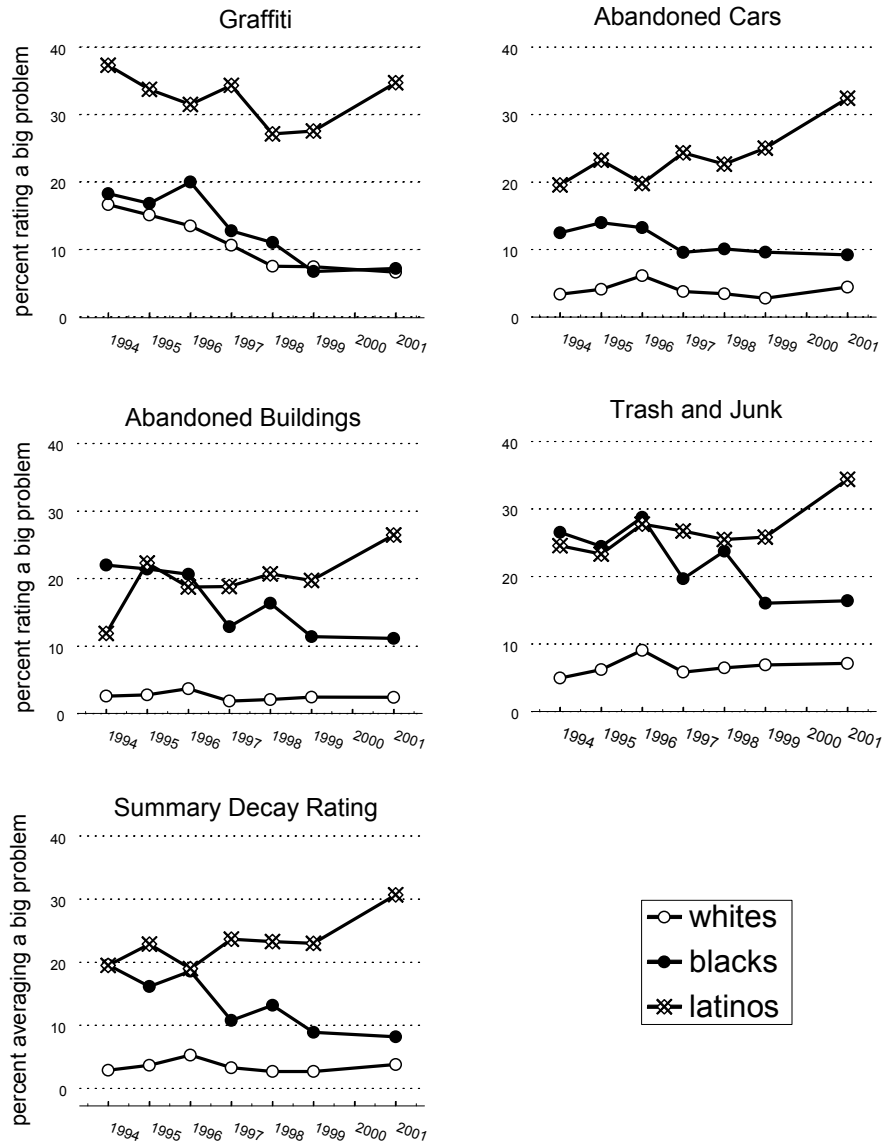 Graffiti
percent rating a big problem
40
30
20
10
0
1994 1995 1996 1997 1998 1999 2000 2001
Abandoned Cars
40
30
20
10
0
1994 1995 1996 1997 1998 1999 2000 2001
Abandoned Buildings
percent rating a big problem
40
30
20
10
0
1994 1995 1996 1997 1998 1999 2000 2001
Trash and Junk
40
30
20
10
0
1994 1995 1996 1997 1998 1999 2000 2001
Summary Decay Rating
percent averaging a big problem
40
30
20
10
0
1994 1995 1996 1997 1998 1999 2000 2001
whites
blacks
latinos